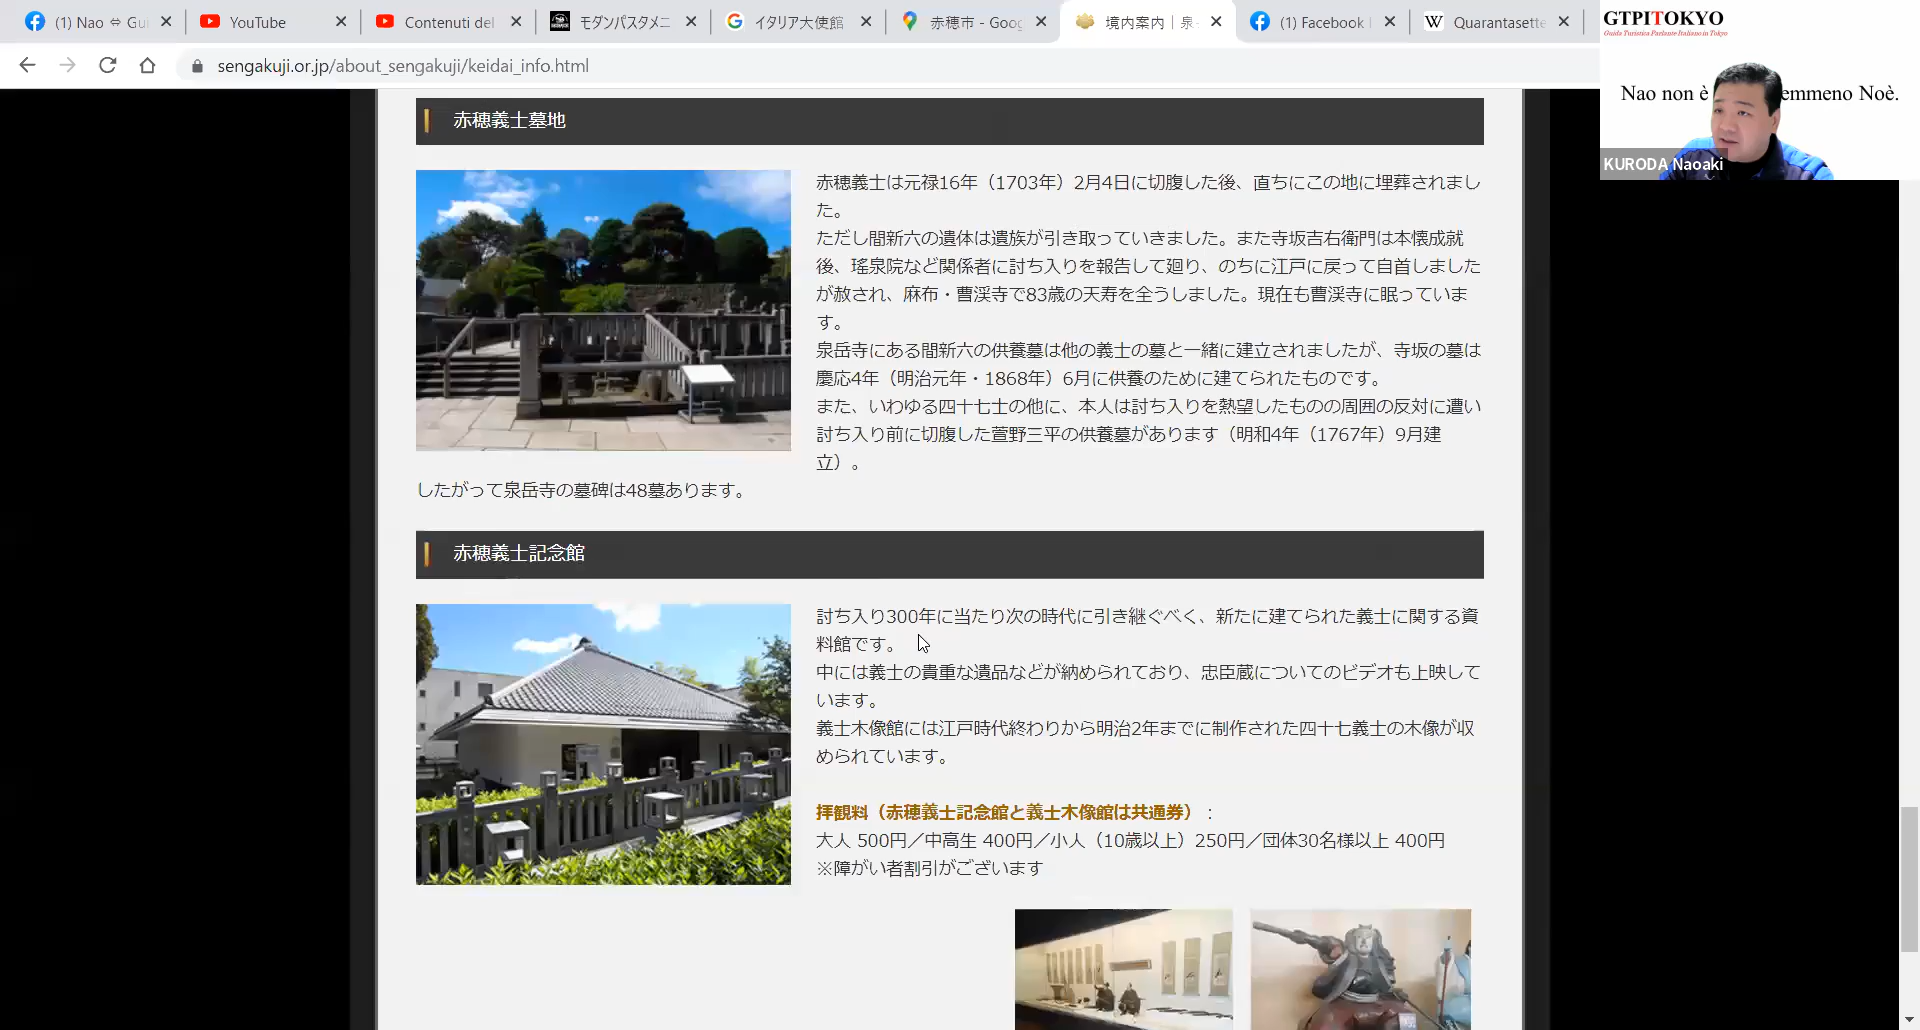 (1) Nao ⇔ Gui
YouTube
Contenuti del
モダンパスタメニ
イタリア大使館
赤穂市 - Goog
境内案内｜泉
(1) Facebook
Quarantasette
sengakuji.or.jp/about_sengakuji/keidai_info.html
GTPITOKYO
Guida Turistica Parlante Italiano in Tokyo
Nao non è
emmeno Noè.
KURODA Naoaki
赤穂義士墓地
赤穂義士は元禄16年（1703年）2月4日に切腹した後、直ちにこの地に埋葬されまし
た。
ただし間新六の遺体は遺族が引き取っていきました。また寺坂吉右衛門は本懐成就
後、瑤泉院など関係者に討ち入りを報告して廻り、のちに江戸に戻って自首しました
が赦され、麻布・曹渓寺で83歳の天寿を全うしました。現在も曹渓寺に眠っていま
す。
泉岳寺にある間新六の供養墓は他の義士の墓と一緒に建立されましたが、寺坂の墓は
慶応4年（明治元年・1868年）6月に供養のために建てられたものです。
また、いわゆる四十七士の他に、本人は討ち入りを熱望したものの周囲の反対に遭い
討ち入り前に切腹した萱野三平の供養墓があります（明和4年（1767年）9月建
立）。
したがって泉岳寺の墓碑は48墓あります。
赤穂義士記念館
討ち入り300年に当たり次の時代に引き継ぐべく、新たに建てられた義士に関する資
料館です。
中には義士の貴重な遺品などが納められており、忠臣蔵についてのビデオも上映して
います。
義士木像館には江戸時代終わりから明治2年までに制作された四十七義士の木像が収
められています。
拝観料（赤穂義士記念館と義士木像館は共通券）：
大人 500円／中高生 400円／小人（10歳以上）250円／団体30名様以上 400円
※障がい者割引がございます